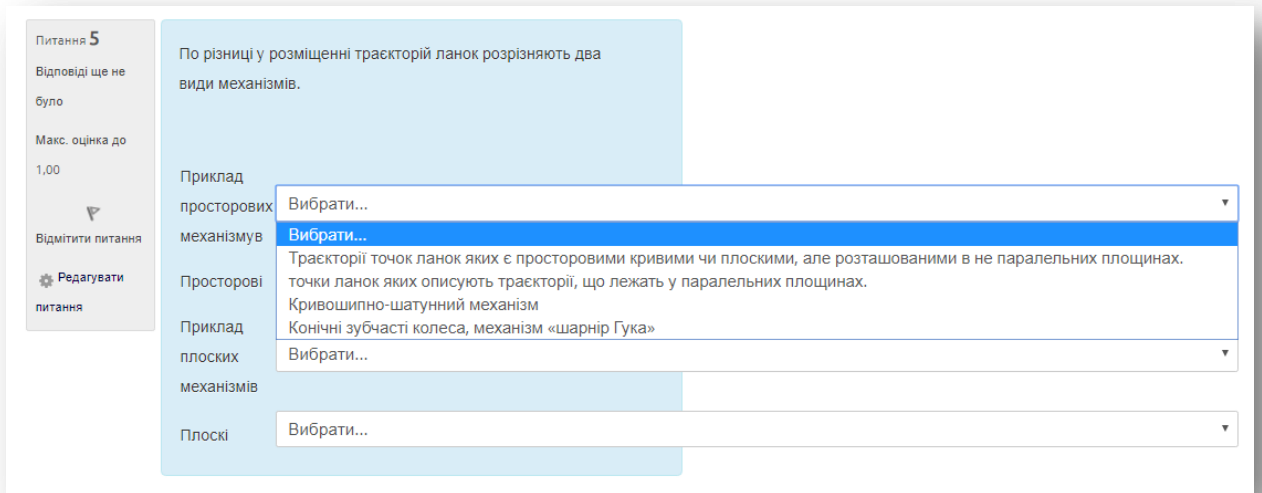 Питання 5
Відповіді ще не
було
Макс. оцінка до
1,00
Відмітити питання
Редагувати
питання
По різниці у розміщенні траєкторій ланок розрізняють два
види механізмів.
Приклад
просторових
механізмув
Вибрати...
Вибрати...
Траєкторії точок ланок яких є просторовими кривими чи плоскими, але розташованими в не паралельних площинах.
точки ланок яких описують траєкторії, що лежать у паралельних площинах.
Кривошипно-шатунний механізм
Конічні зубчасті колеса, механізм «шарнір Гука»
Просторові
Приклад
плоских
механізмів
Вибрати...
Плоскі
Вибрати...